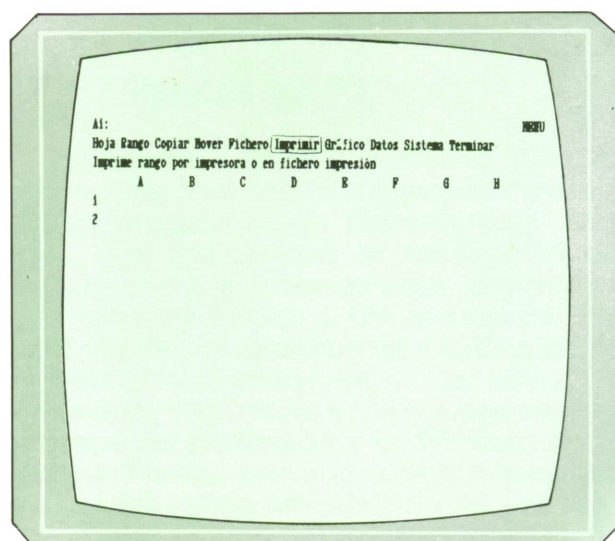 A1: MENU
Hoja Rango Copiar Mover Fichero Imprimir Gráfico Datos Sistema Terminar
Imprime rango por impresora o en fichero impresión
A B C D E F G H
1
2